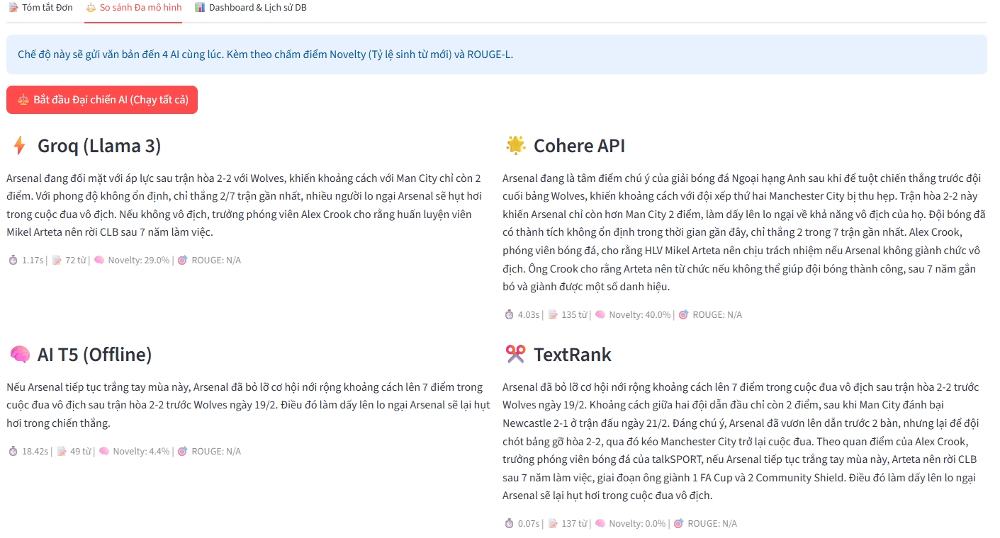 Tóm tắt Đơn
So sánh Đa mô hình
Dashboard & Lịch sử DB
Chế độ này sẽ gửi văn bản đến 4 AI cùng lúc. Kèm theo chấm điểm Novelty (Tỷ lệ sinh từ mới) và ROUGE-L.
Bắt đầu Đại chiến AI (Chạy tất cả)
Groq (Llama 3)
Arsenal đang đối mặt với áp lực sau trận hòa 2-2 với Wolves, khiến khoảng cách với Man City chỉ còn 2
điểm. Với phong độ không ổn định, chỉ thắng 2/7 trận gần nhất, nhiều người lo ngại Arsenal sẽ hụt hơi
trong cuộc đua vô địch. Nếu không vô địch, trưởng phóng viên Alex Crook cho rằng huấn luyện viên
Mikel Arteta nên rời CLB sau 7 năm làm việc.
1.17s | 72 từ | Novelty: 29.0% | ROUGE: N/A
Cohere API
Arsenal đang là tâm điểm chú ý của giải bóng đá Ngoại hạng Anh sau khi để tuột chiến thắng trước đội
cuối bảng Wolves, khiến khoảng cách với đội xếp thứ hai Manchester City bị thu hẹp. Trận hòa 2-2 này
khiến Arsenal chỉ còn hơn Man City 2 điểm, làm dấy lên lo ngại về khả năng vô địch của họ. Đội bóng đã
có thành tích không ổn định trong thời gian gần đây, chỉ thắng 2 trong 7 trận gần nhất. Alex Crook,
phóng viên bóng đá, cho rằng HLV Mikel Arteta nên chịu trách nhiệm nếu Arsenal không giành chức vô
địch. Ông Crook cho rằng Arteta nên từ chức nếu không thể giúp đội bóng thành công, sau 7 năm gắn
bó và giành được một số danh hiệu.
4.03s | 135 từ | Novelty: 40.0% | ROUGE: N/A
AI T5 (Offline)
Nếu Arsenal tiếp tục trắng tay mùa này, Arsenal đã bỏ lỡ cơ hội nới rộng khoảng cách lên 7 điểm trong
cuộc đua vô địch sau trận hòa 2-2 trước Wolves ngày 19/2. Điều đó làm dấy lên lo ngại Arsenal sẽ lại hụt
hơi trong chiến thắng.
18.42s | 49 từ | Novelty: 4.4% | ROUGE: N/A
TextRank
Arsenal đã bỏ lỡ cơ hội nới rộng khoảng cách lên 7 điểm trong cuộc đua vô địch sau trận hòa 2-2 trước
Wolves ngày 19/2. Khoảng cách giữa hai đội dẫn đầu chỉ còn 2 điểm, sau khi Man City đánh bại
Newcastle 2-1 ở trận đấu ngày 21/2. Đáng chú ý, Arsenal đã vươn lên dẫn trước 2 bàn, nhưng lại để đội
chót bảng gỡ hòa 2-2, qua đó kéo Manchester City trở lại cuộc đua. Theo quan điểm của Alex Crook,
trưởng phóng viên bóng đá của talkSPORT, nếu Arsenal tiếp tục trắng tay mùa này, Arteta nên rời CLB
sau 7 năm làm việc, giai đoạn ông giành 1 FA Cup và 2 Community Shield. Điều đó làm dấy lên lo ngại
Arsenal sẽ lại hụt hơi trong cuộc đua vô địch.
0.07s | 137 từ | Novelty: 0.0% | ROUGE: N/A